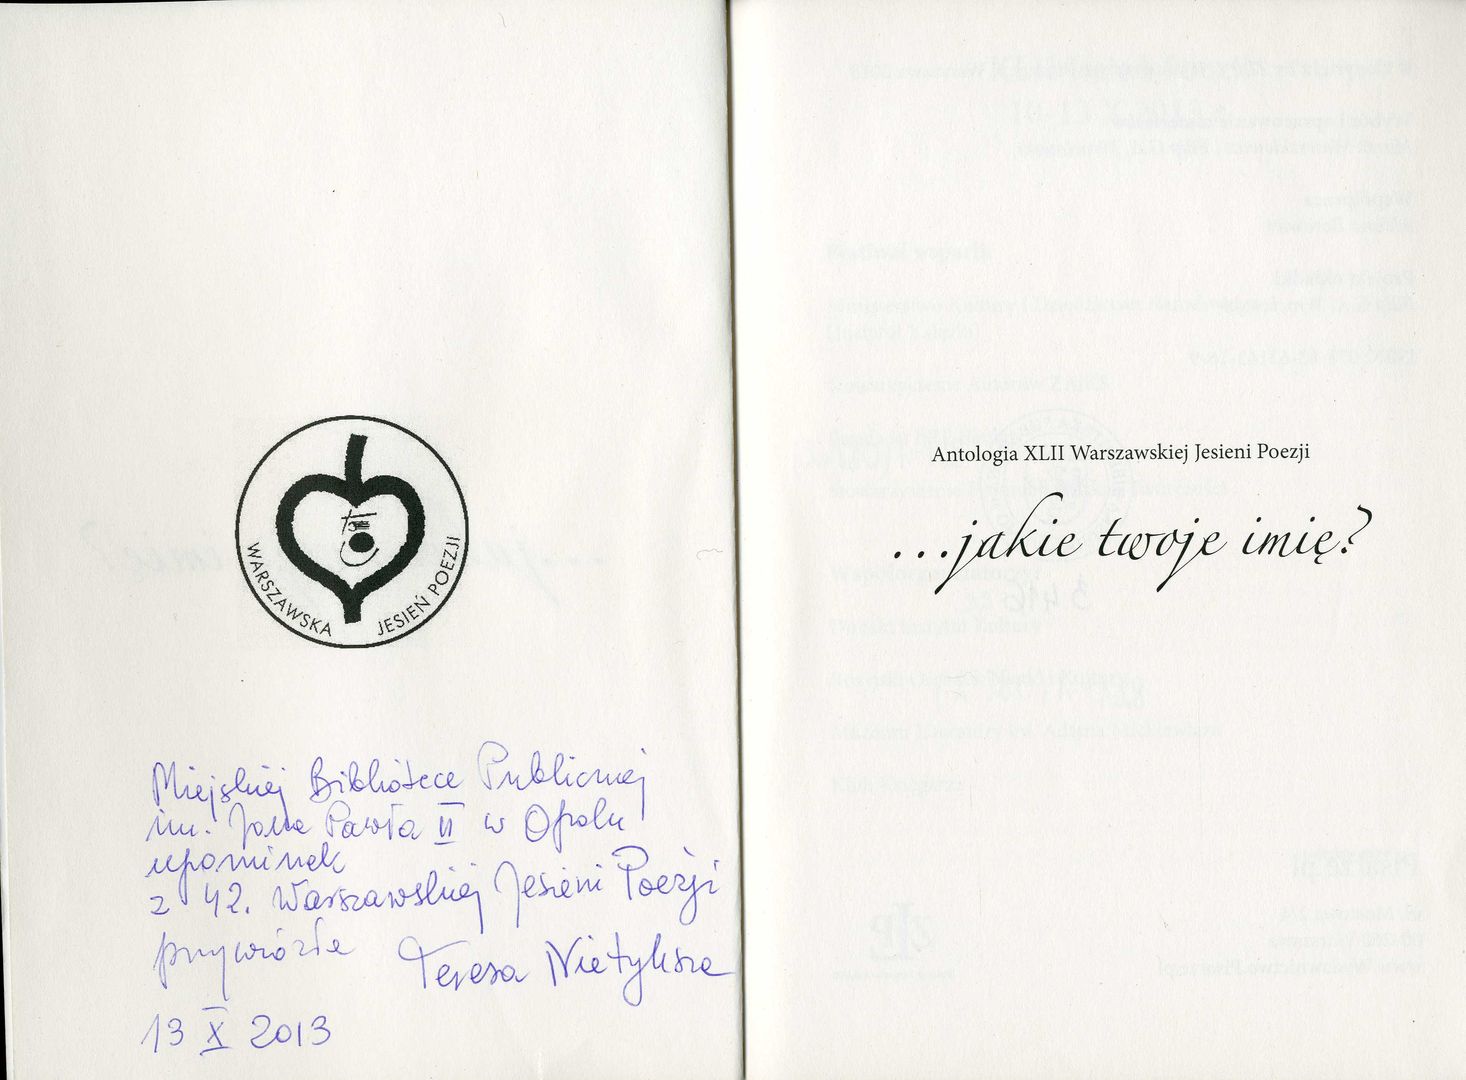 WARSZAWSKA JESIEŃ POEZJI
Miejskiej Bibliotece Publicznej
im. Jana Pawła II w Opolu
upominek
z 42. Warszawskiej Jesieni Poezji
przywiozła Teresa Nietyksza
13 X 2013
Antologia XLII Warszawskiej Jesieni Poezji
...jakie twoje imię?